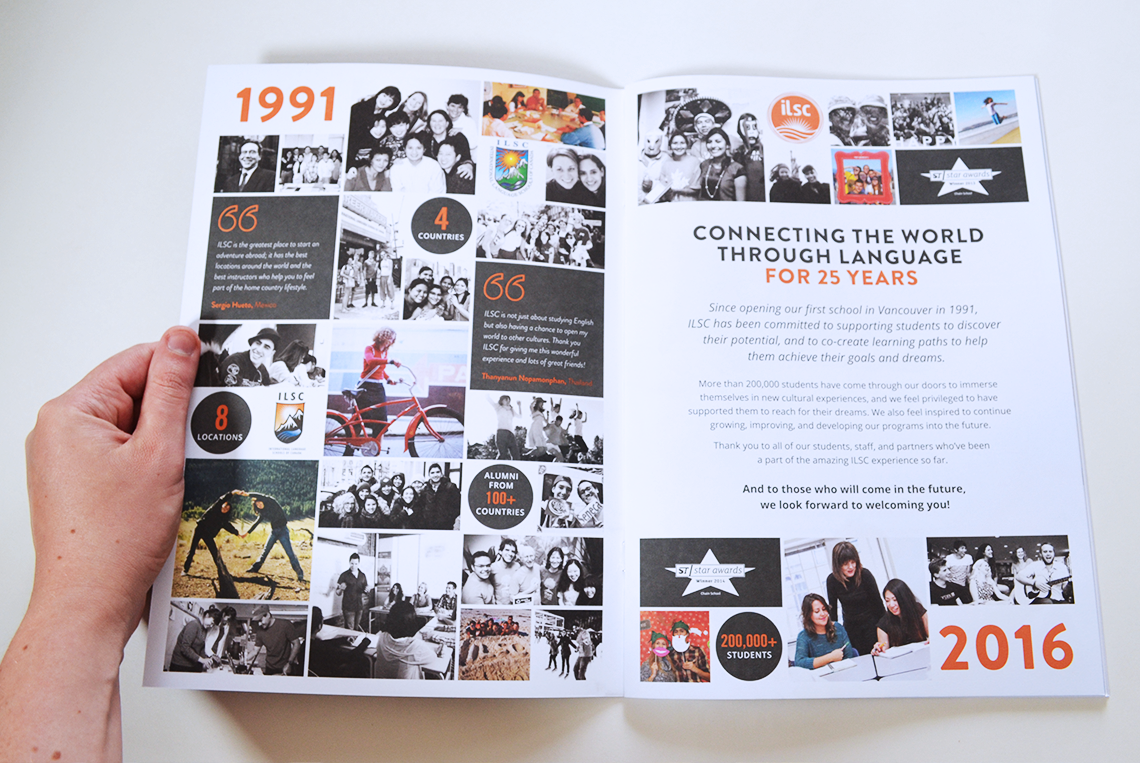 1991
ILSC
“
ILSC is the greatest place to start an
adventure abroad; it has the best
locations around the world and the
best instructors who help you to feel
part of the home country lifestyle.
Sergio Hueto, Mexico
4
COUNTRIES
“
ILSC is not just about studying English
but also having a chance to open my
world to other cultures. Thank you
ILSC for giving me this wonderful
experience and lots of great friends!
Thanyanun Nopamonphan, Thailand
8
LOCATIONS
ILSC
ALUMNI
FROM
100+
COUNTRIES
ilsc
ST star awards
Winner 2012
Chain School
CONNECTING THE WORLD
THROUGH LANGUAGE
FOR 25 YEARS
Since opening our first school in Vancouver in 1991,
ILSC has been committed to supporting students to discover
their potential, and to co-create learning paths to help
them achieve their goals and dreams.
More than 200,000 students have come through our doors to immerse
themselves in new cultural experiences, and we feel privileged to have
supported them to reach for their dreams. We also feel inspired to continue
growing, improving, and developing our programs into the future.
Thank you to all of our students, staff, and partners who've been
a part of the amazing ILSC experience so far.
And to those who will come in the future,
we look forward to welcoming you!
ST star awards
Winner 2014
Chain School
200,000+
STUDENTS
2016